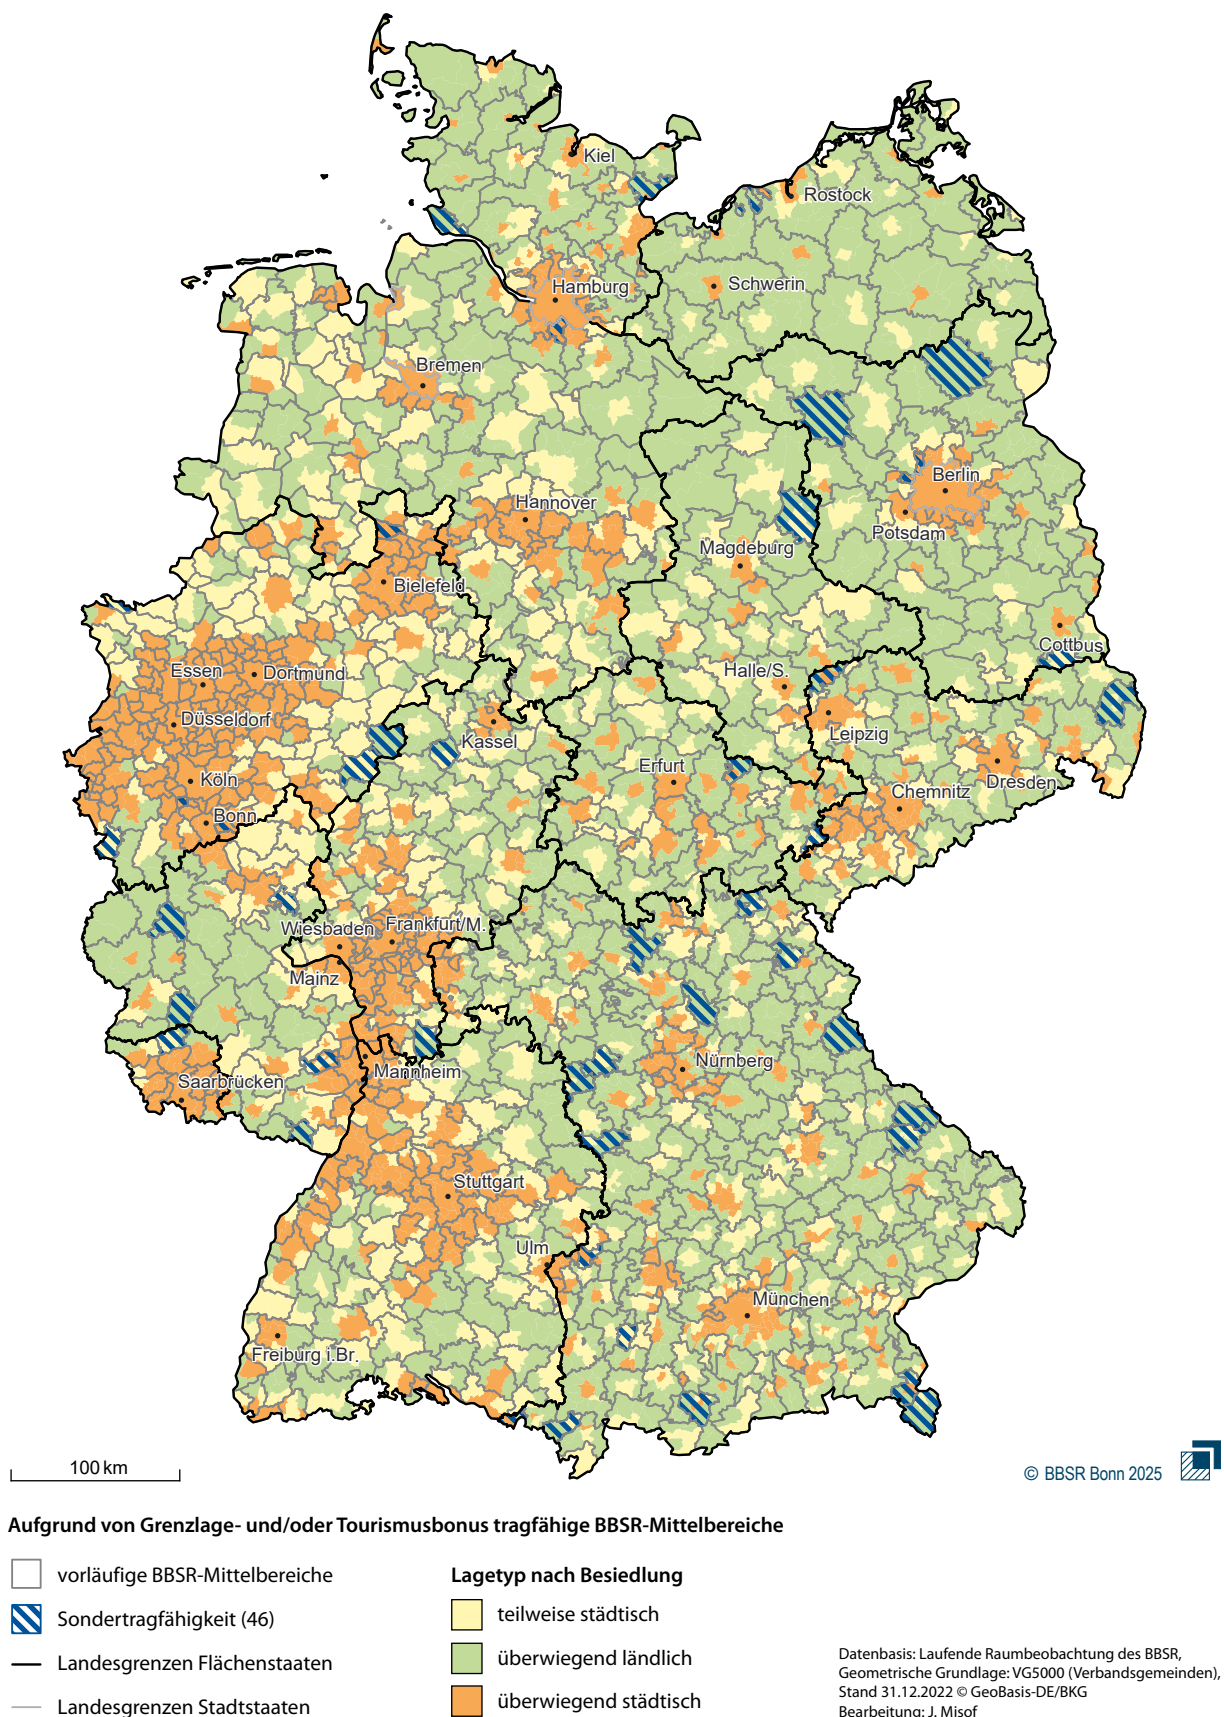 Kiel
Rostock
Hamburg
Schwerin
Bremen
Berlin
Hannover
Potsdam
Magdeburg
Bielefeld
Cottbus
Essen
Dortmund
Halle/S.
Düsseldorf
Leipzig
Kassel
Köln
Erfurt
Dresden
Chemnitz
Bonn
Wiesbaden
Frankfurt/M.
Mainz
Nürnberg
Mannheim
Saarbrücken
Stuttgart
Ulm
München
Freiburg i.Br.
100 km
© BBSR Bonn 2025
Aufgrund von Grenzlage- und/oder Tourismusbonus tragfähige BBSR-Mittelbereiche
vorläufige BBSR-Mittelbereiche
Sondertragfähigkeit (46)
Landesgrenzen Flächenstaaten
Landesgrenzen Stadtstaaten
Lagetyp nach Besiedlung
teilweise städtisch
überwiegend ländlich
überwiegend städtisch
Datenbasis: Laufende Raumbeobachtung des BBSR,
Geometrische Grundlage: VG5000 (Verbandsgemeinden),
Stand 31.12.2022 © GeoBasis-DE/BKG
Bearbeitung: J. Misof